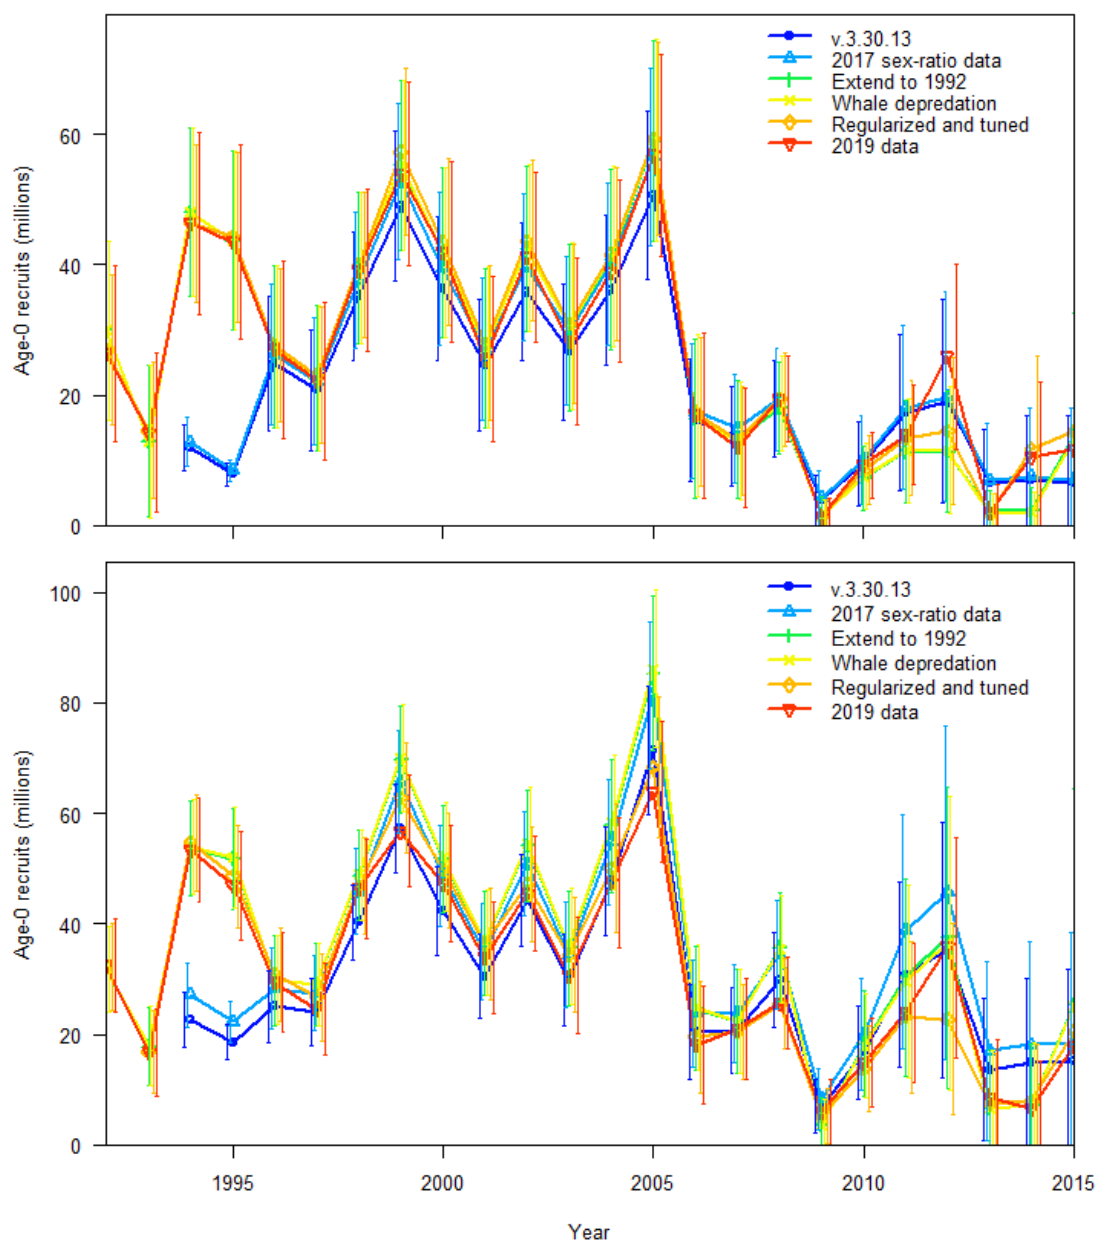 v.3.30.13
2017 sex-ratio data
Extend to 1992
Whale depredation
Regularized and tuned
2019 data
Age-0 recruits (millions)
60
40
20
0
v.3.30.13
2017 sex-ratio data
Extend to 1992
Whale depredation
Regularized and tuned
2019 data
Age-0 recruits (millions)
100
80
60
40
20
0
1995 2000 2005 2010 2015
Year